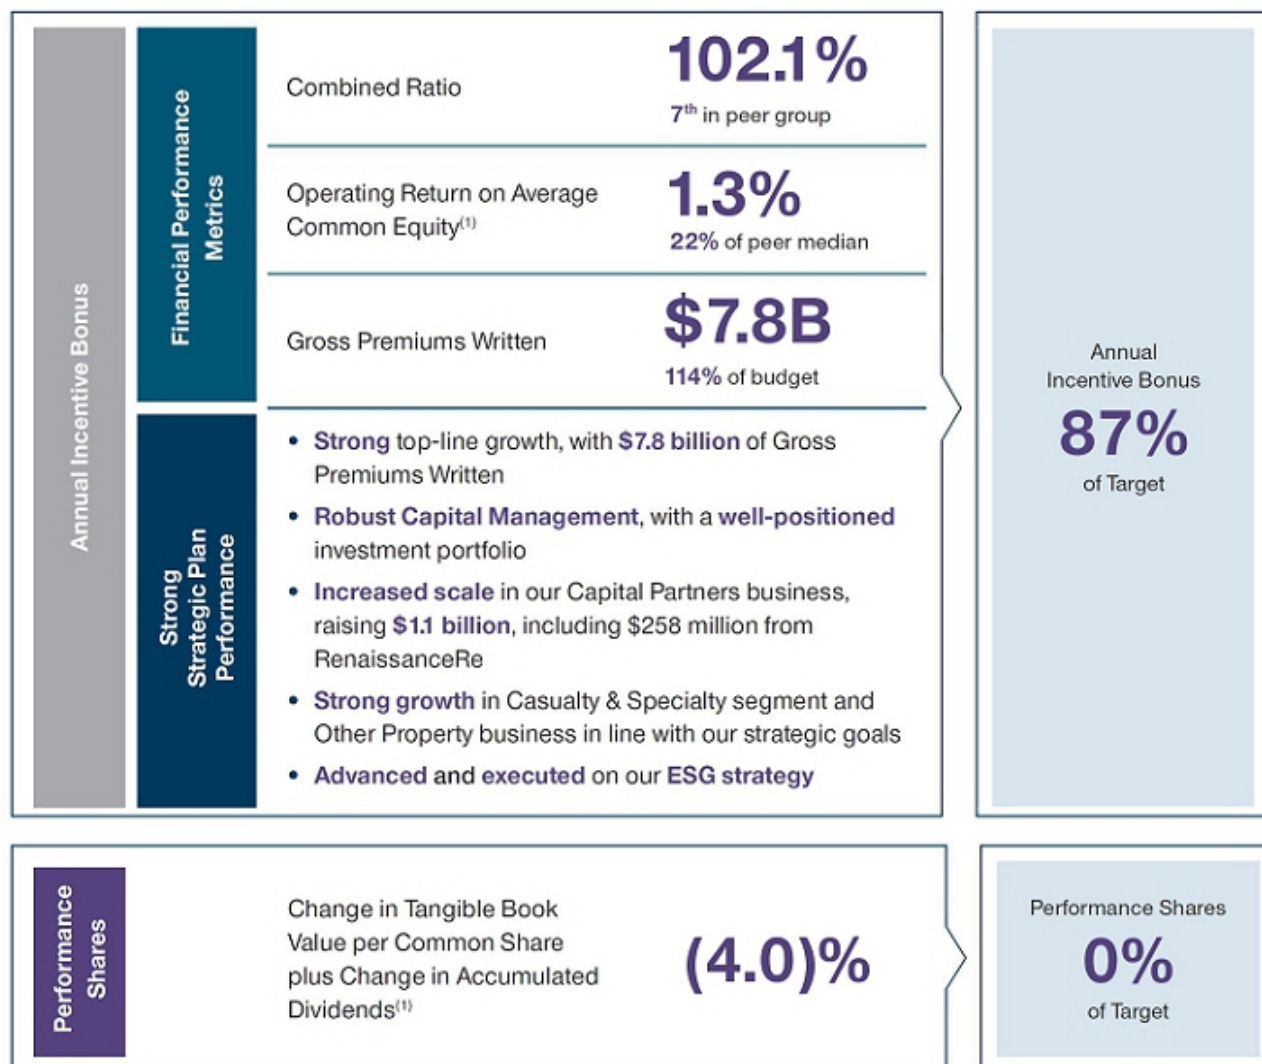 Annual Incentive Bonus
Financial Performance
Metrics
Combined Ratio
102.1%
7th in peer group
Operating Return on Average
Common Equity(1)
1.3%
22% of peer median
Gross Premiums Written
$7.8B
114% of budget
Strong
Strategic Plan
Performance
• Strong top-line growth, with $7.8 billion of Gross
Premiums Written
• Robust Capital Management, with a well-positioned
investment portfolio
• Increased scale in our Capital Partners business,
raising $1.1 billion, including $258 million from
RenaissanceRe
• Strong growth in Casualty & Specialty segment and
Other Property business in line with our strategic goals
• Advanced and executed on our ESG strategy
Annual
Incentive Bonus
87%
of Target
Performance
Shares
Change in Tangible Book
Value per Common Share
plus Change in Accumulated
Dividends(1)
(4.0)%
Performance Shares
0%
of Target